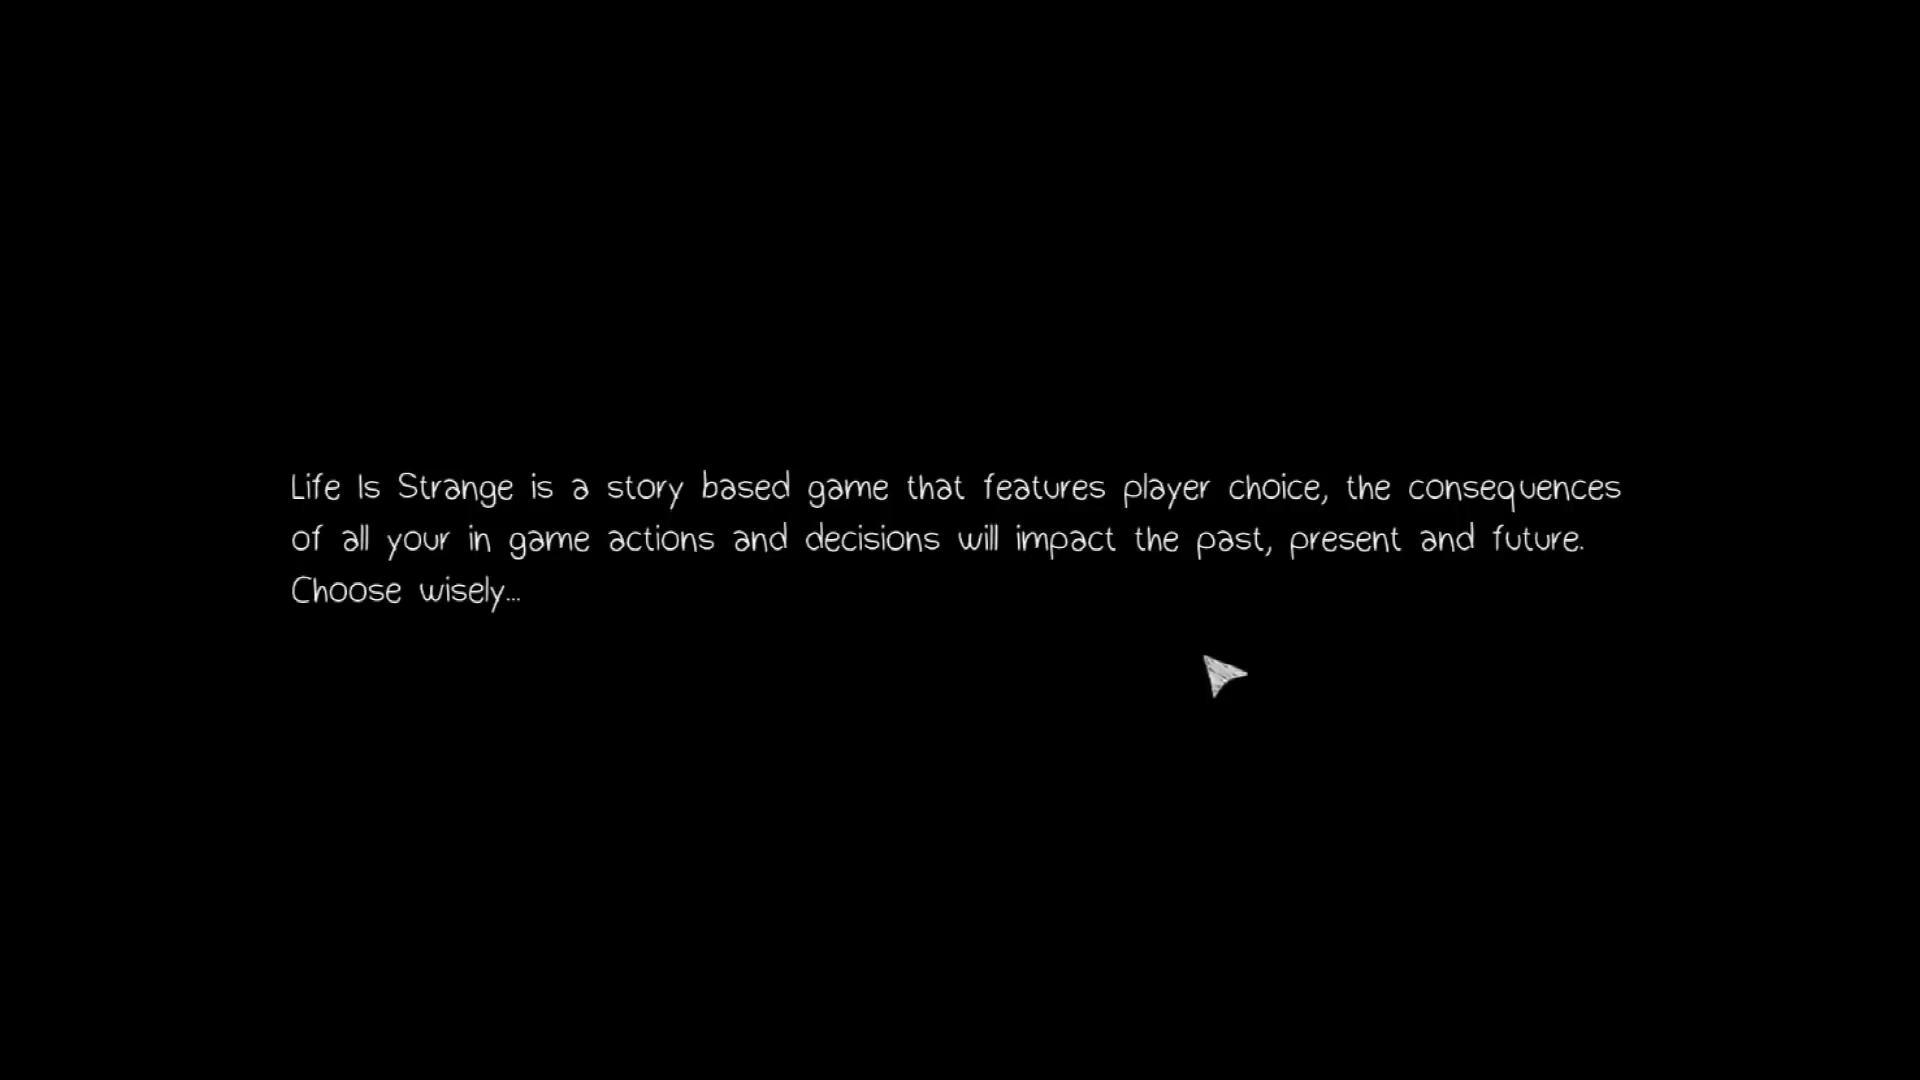 Life Is Strange is a story based game that features player choice, the consequences
of all your in game actions and decisions will impact the past, present and future.
Choose wisely...